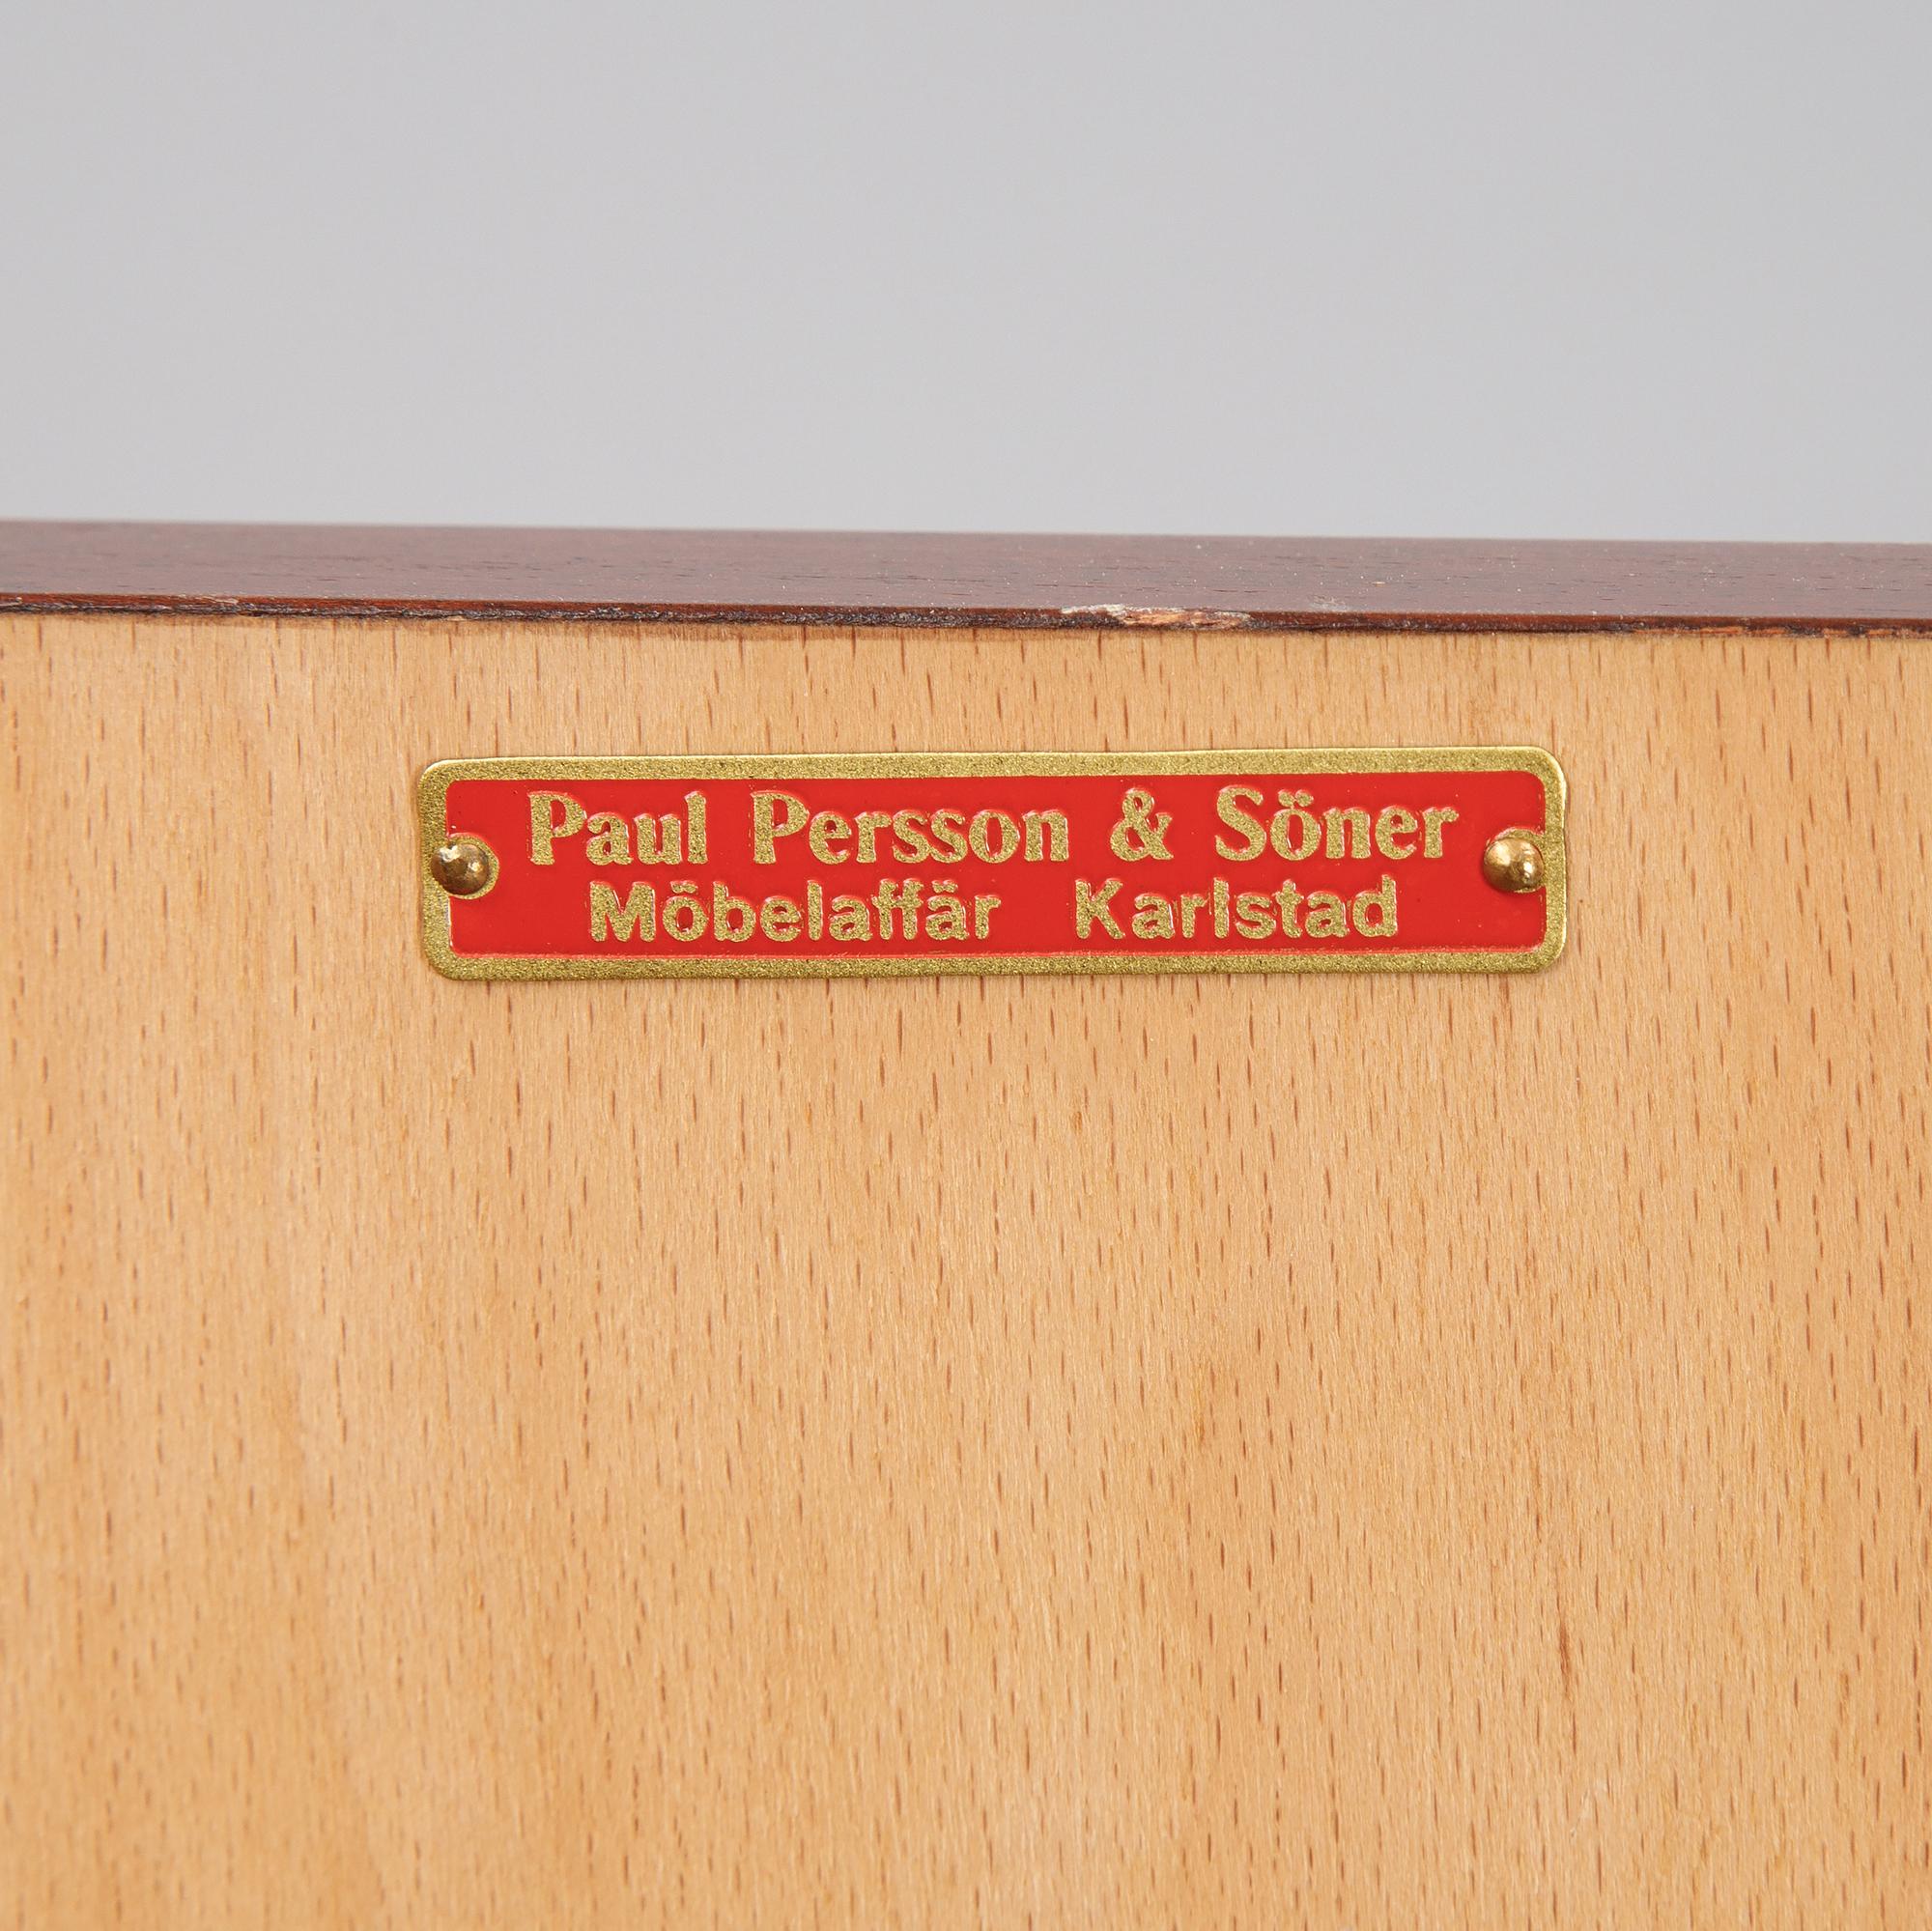 Paul Persson & Söner
Möbelaffär Karlstad